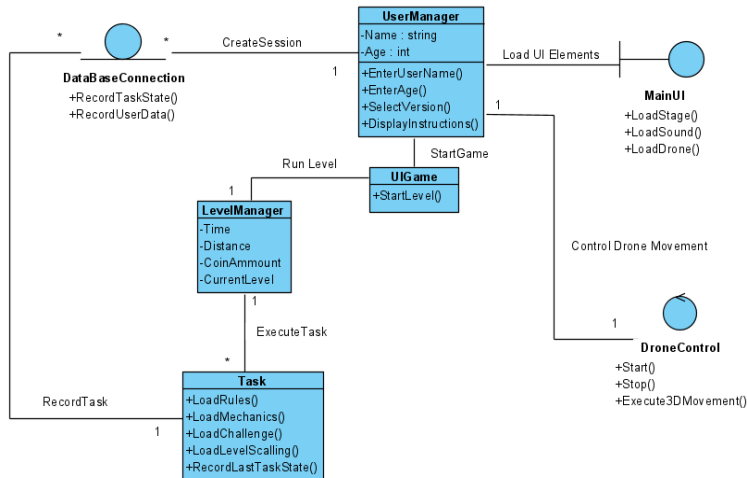 UserManager
-Name : string
-Age : int
+EnterUserName()
+EnterAge()
+SelectVersion()
+DisplayInstructions()
*
*
CreateSession
1
DataBaseConnection
+RecordTaskState()
+RecordUserData()
Load UI Elements
MainUI
+LoadStage()
+LoadSound()
+LoadDrone()
1
StartGame
Run Level
UIGame
+StartLevel()
1
LevelManager
-Time
-Distance
-CoinAmmount
-CurrentLevel
1
Control Drone Movement
ExecuteTask
1
DroneControl
+Start()
+Stop()
+Execute3DMovement()
*
Task
+LoadRules()
+LoadMechanics()
+LoadChallenge()
+LoadLevelScalling()
+RecordLastTaskState()
RecordTask
1